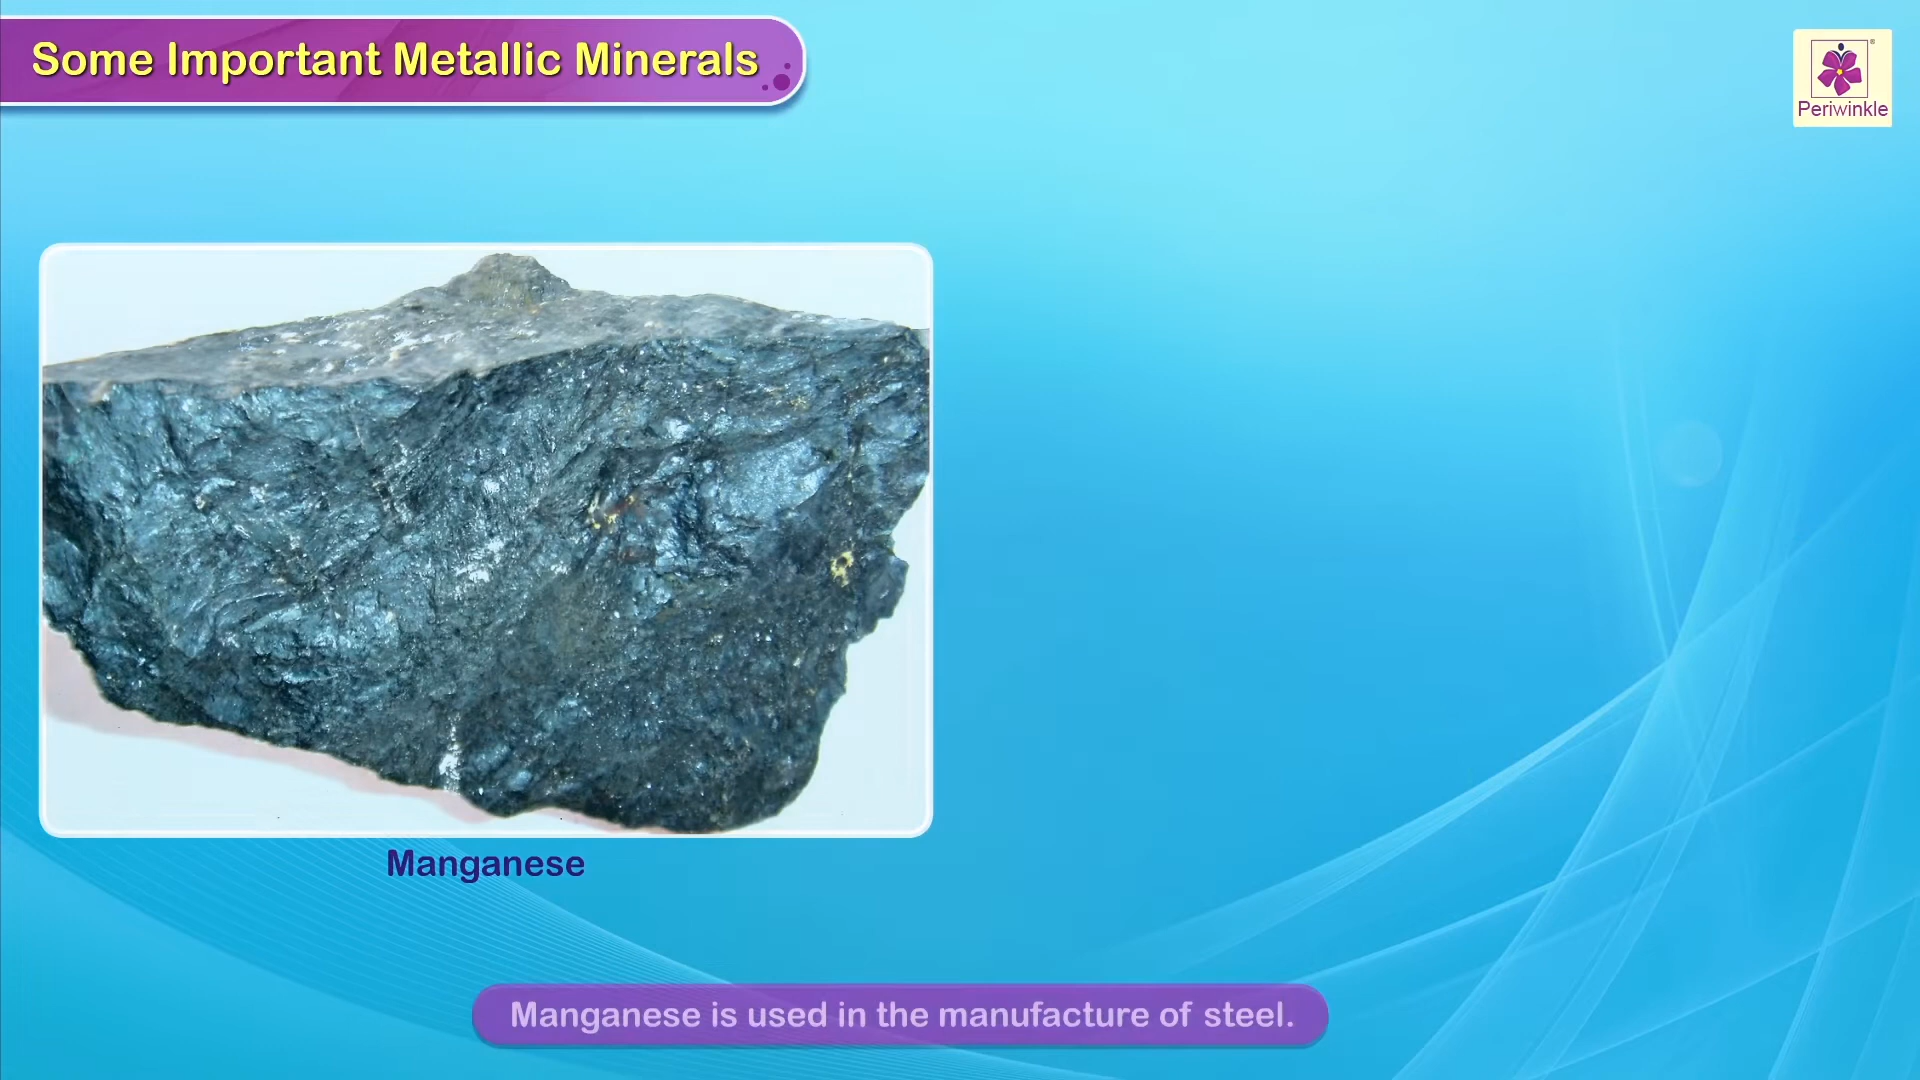 Some Important Metallic Minerals
Periwinkle
Manganese
Manganese is used in the manufacture of steel.